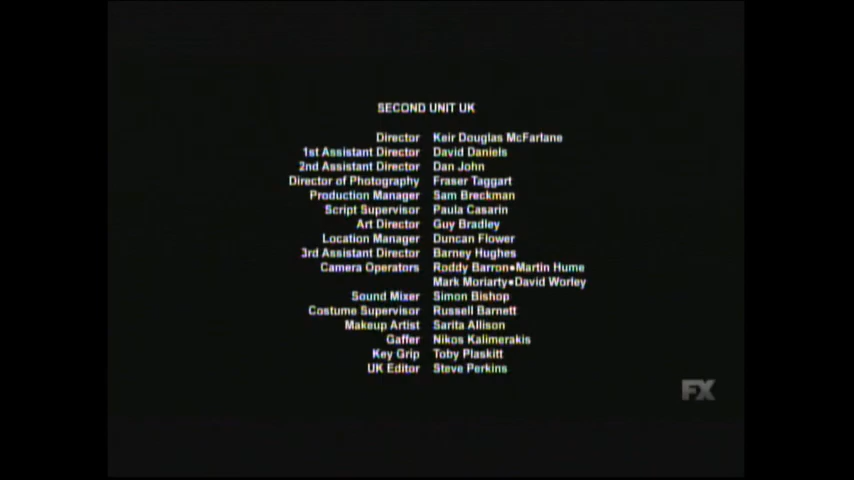 SECOND UNIT UK
Director Keir Douglas McFarlane
1st Assistant Director David Daniels
2nd Assistant Director Dan John
Director of Photography Fraser Taggart
Production Manager Sam Breckman
Script Supervisor Paula Casarin
Art Director Guy Bradley
Location Manager Duncan Flower
3rd Assistant Director Barney Hughes
Camera Operators Roddy Barron•Martin Hume
Mark Moriarty•David Worley
Sound Mixer Simon Bishop
Costume Supervisor Russell Barnett
Makeup Artist Sarita Allison
Gaffer Nikos Kalimerakis
Key Grip Toby Plaskitt
UK Editor Steve Perkins
FX